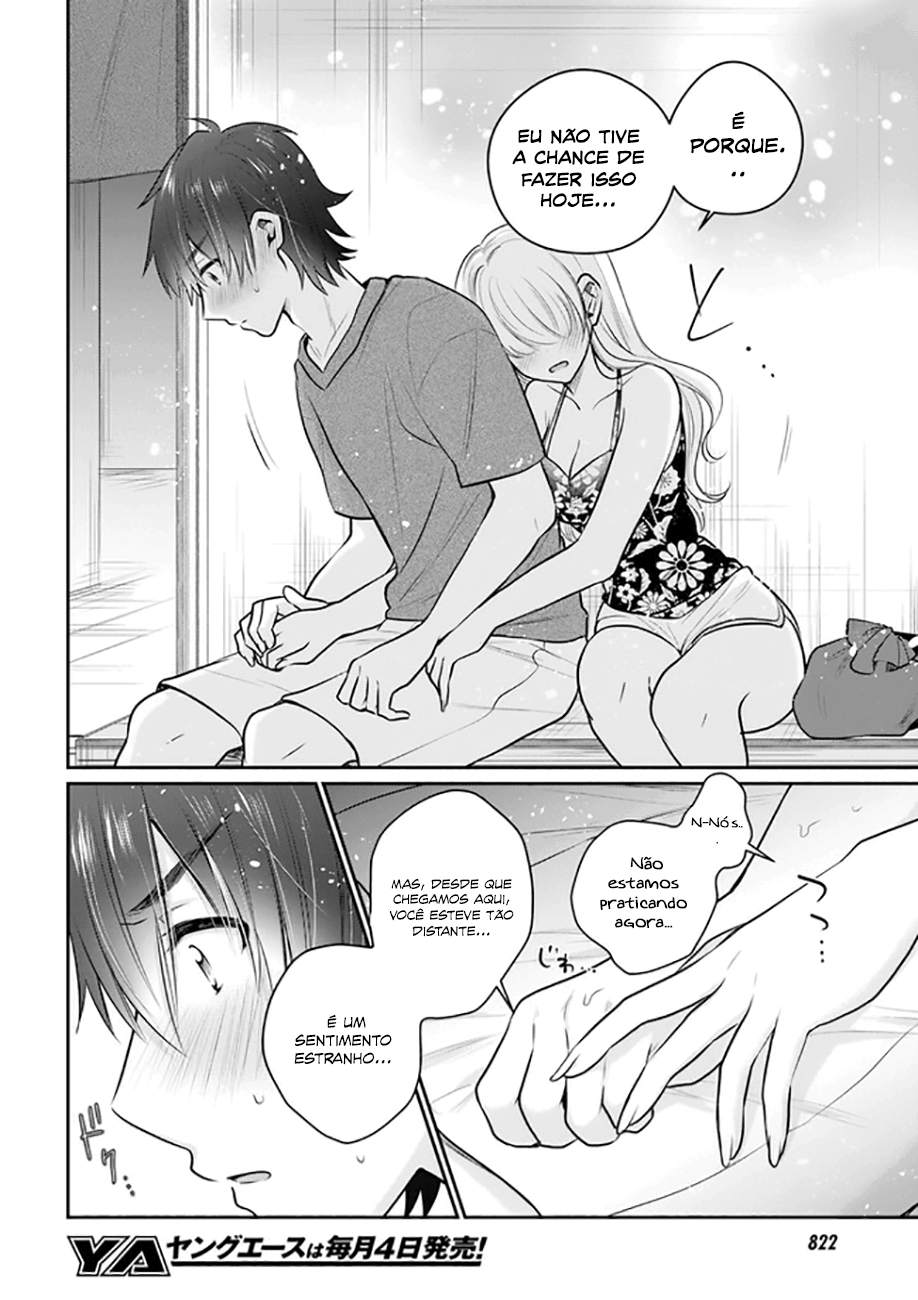 É
PORQUE.
..
EU NÃO TIVE
A CHANCE DE
FAZER ISSO
HOJE...
N-Nós..
.
Não
estamos
praticando
agora...
じわ...
MAS, DESDE QUE
CHEGAMOS AQUI,
VOCÊ ESTEVE TÃO
DISTANTE...
É UM
SENTIMENTO
ESTRANHO...
ドク...
YA ヤングエースは毎月4日発売!
822